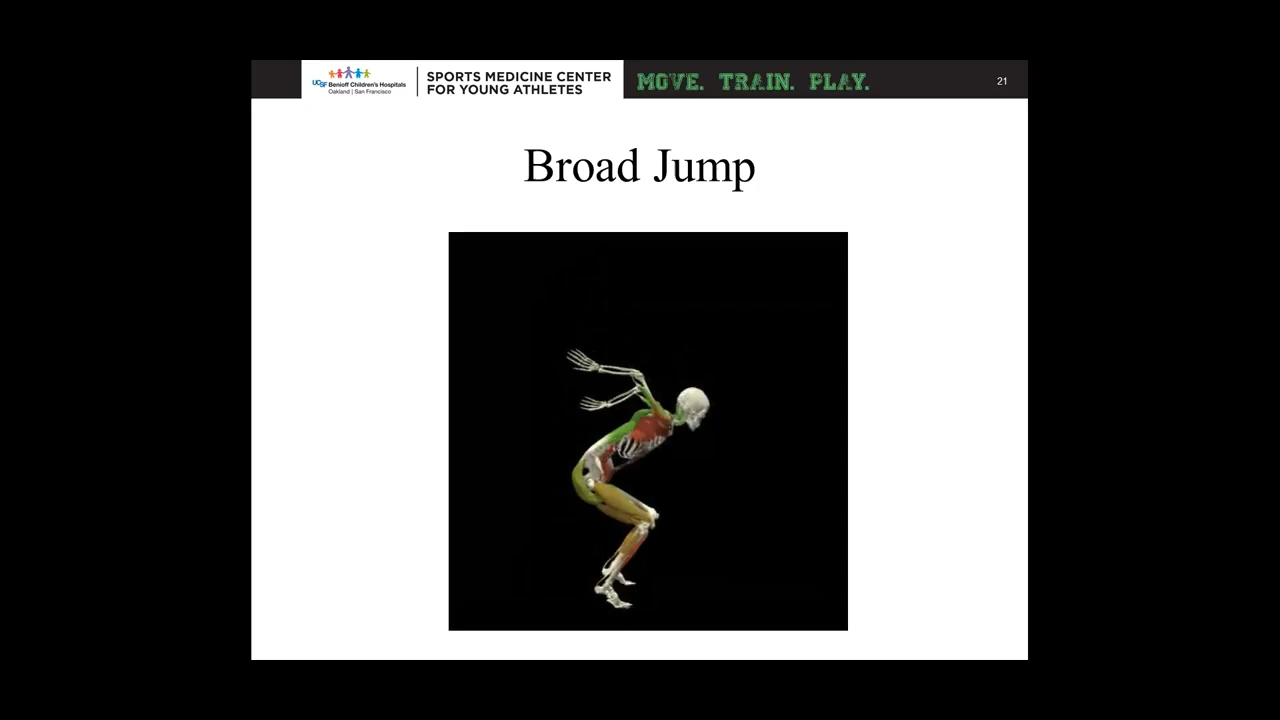 UCSF Benioff Children's Hospitals
Oakland | San Francisco
SPORTS MEDICINE CENTER
FOR YOUNG ATHLETES
MOVE. TRAIN. PLAY.
21
Broad Jump